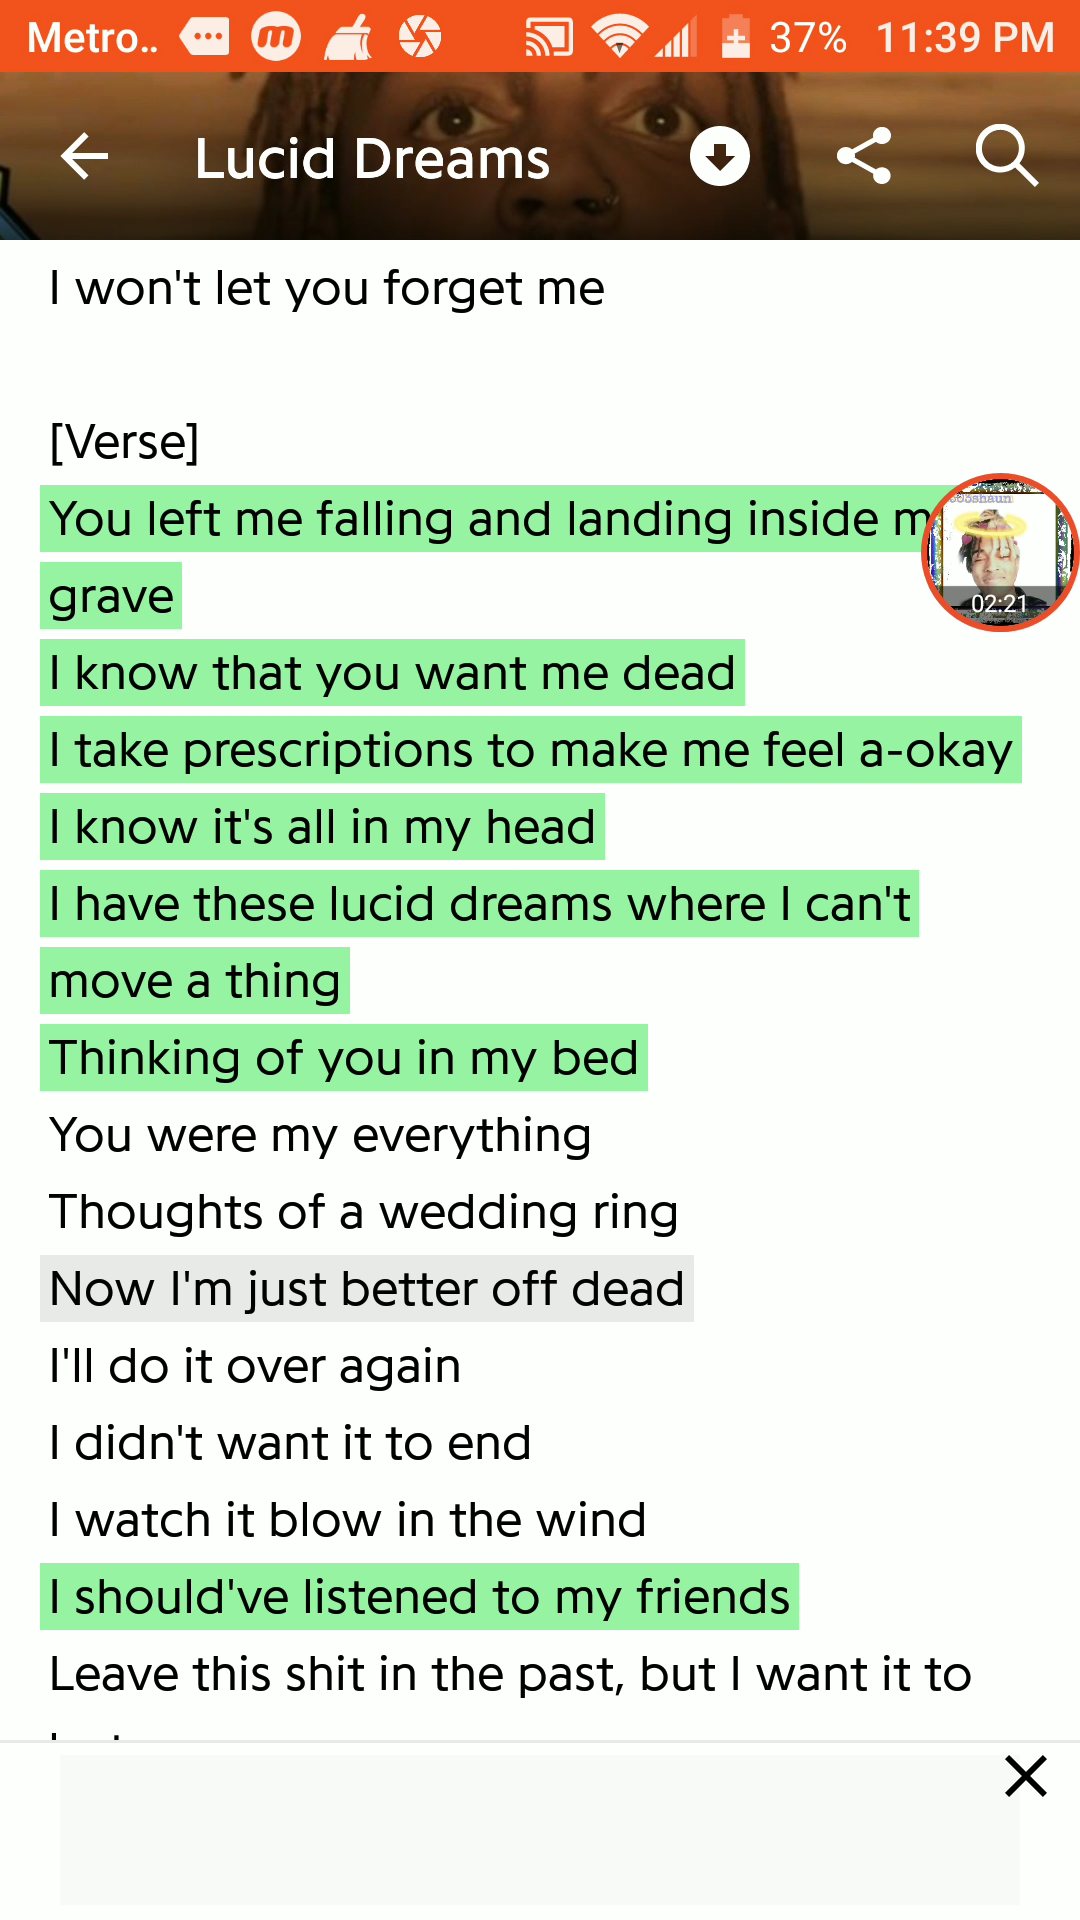 Metro..
37%
11:39 PM
Lucid Dreams
I won't let you forget me
[Verse]
You left me falling and landing inside
grave
603shaun
02:21
I know that you want me dead
I take prescriptions to make me feel a-okay
I know it's all in my head
I have these lucid dreams where I can't
move a thing
Thinking of you in my bed
You were my everything
Thoughts of a wedding ring
Now I'm just better off dead
I'll do it over again
I didn't want it to end
I watch it blow in the wind
I should've listened to my friends
Leave this shit in the past, but I want it to